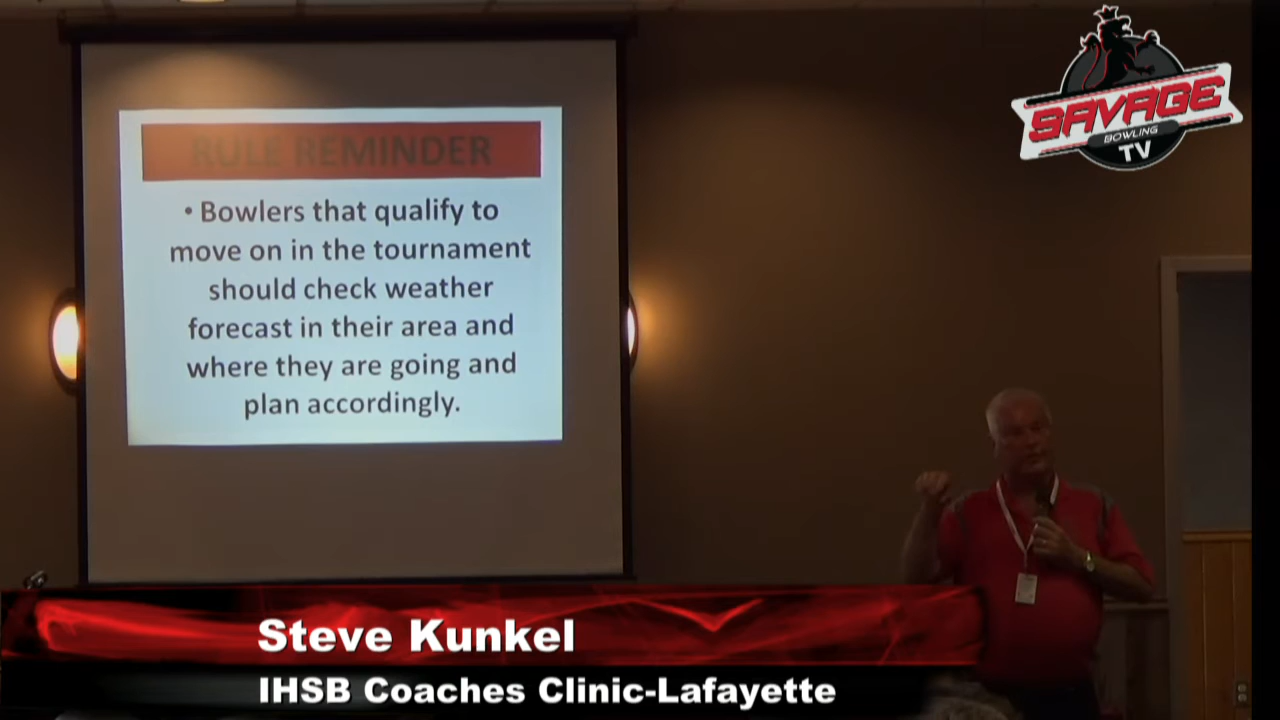 SAVAGE
BOWLING
TV
RULE REMINDER
• Bowlers that qualify to
move on in the tournament
should check weather
forecast in their area and
where they are going and
plan accordingly.
Steve Kunkel
IHSB Coaches Clinic-Lafayette